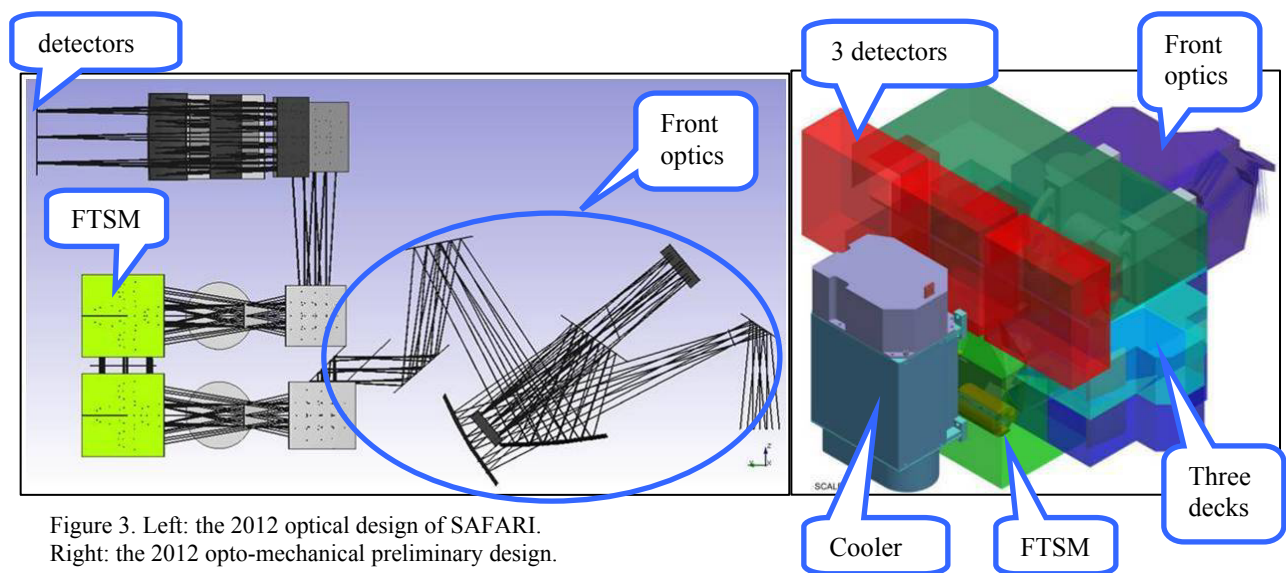 detectors
FTSM
Front
optics
3 detectors
Front
optics
Cooler
FTSM
Three
decks
SCAL
Figure 3. Left: the 2012 optical design of SAFARI.
Right: the 2012 opto-mechanical preliminary design.